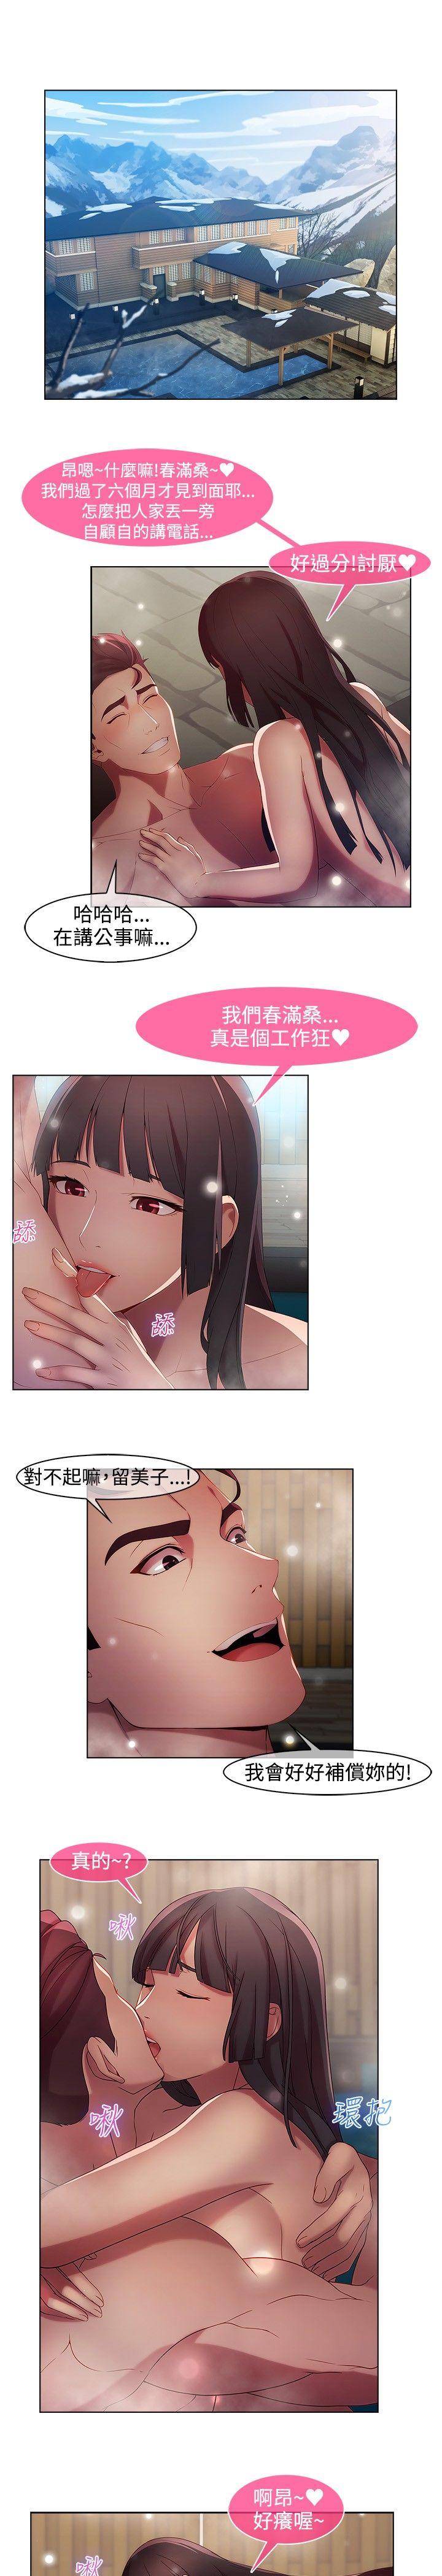 昂嗯~什麼嘛!春滿桑~♥
我們過了六個月才見到面耶...
怎麼把人家丟一旁
自顧自的講電話...
好過分!討厭♥
哈哈哈...
在講公事嘛...
我們春滿桑...
真是個工作狂♥
舔
舔
對不起嘛,留美子...!
我會好好補償妳的!
真的~?
啾
啾
環抱
啊昂~♥
好癢喔~
啾